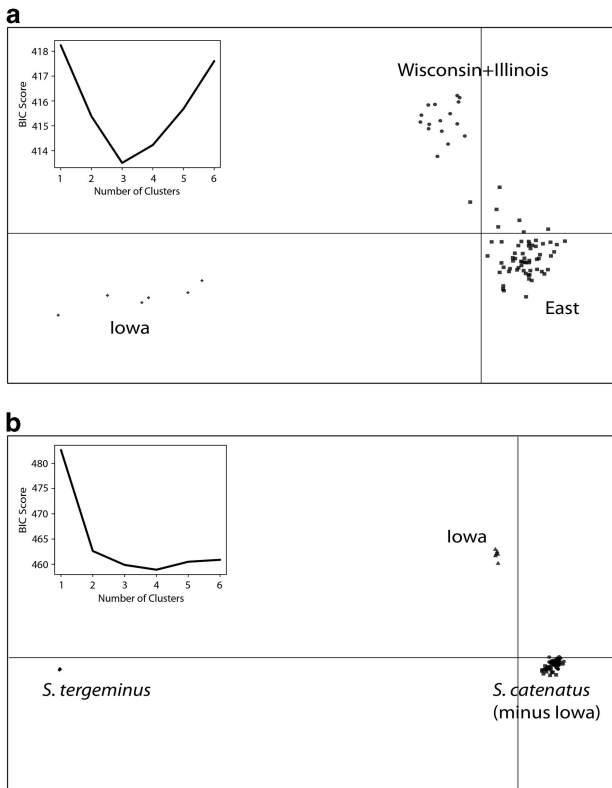 a
418
417
416
415
414
BIC Score
1 2 3 4 5 6
Number of Clusters
Wisconsin+Illinois
East
Iowa
b
480
475
470
465
460
BIC Score
1 2 3 4 5 6
Number of Clusters
Iowa
S. tergeminus
S. catenatus
(minus Iowa)